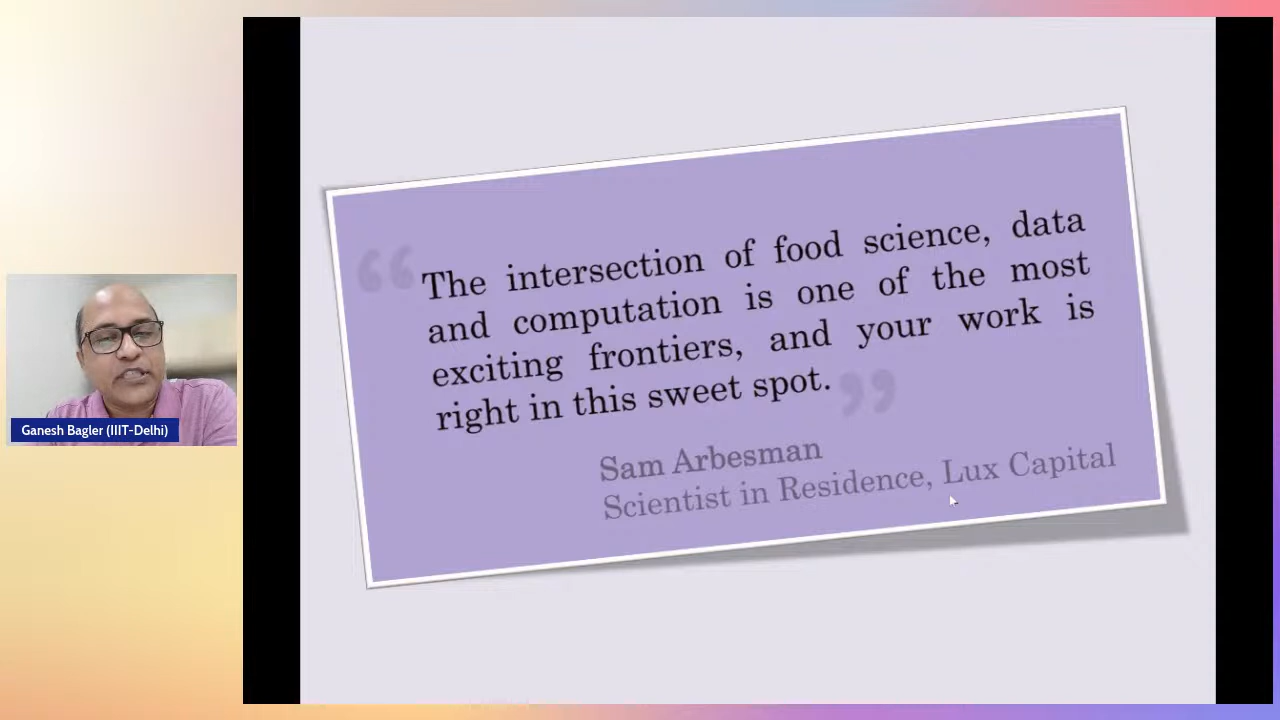 “ The intersection of food science, data
and computation is one of the most
exciting frontiers, and your work is
right in this sweet spot. ”
Sam Arbesman
Scientist in Residence, Lux Capital
Ganesh Bagler (IIIT-Delhi)